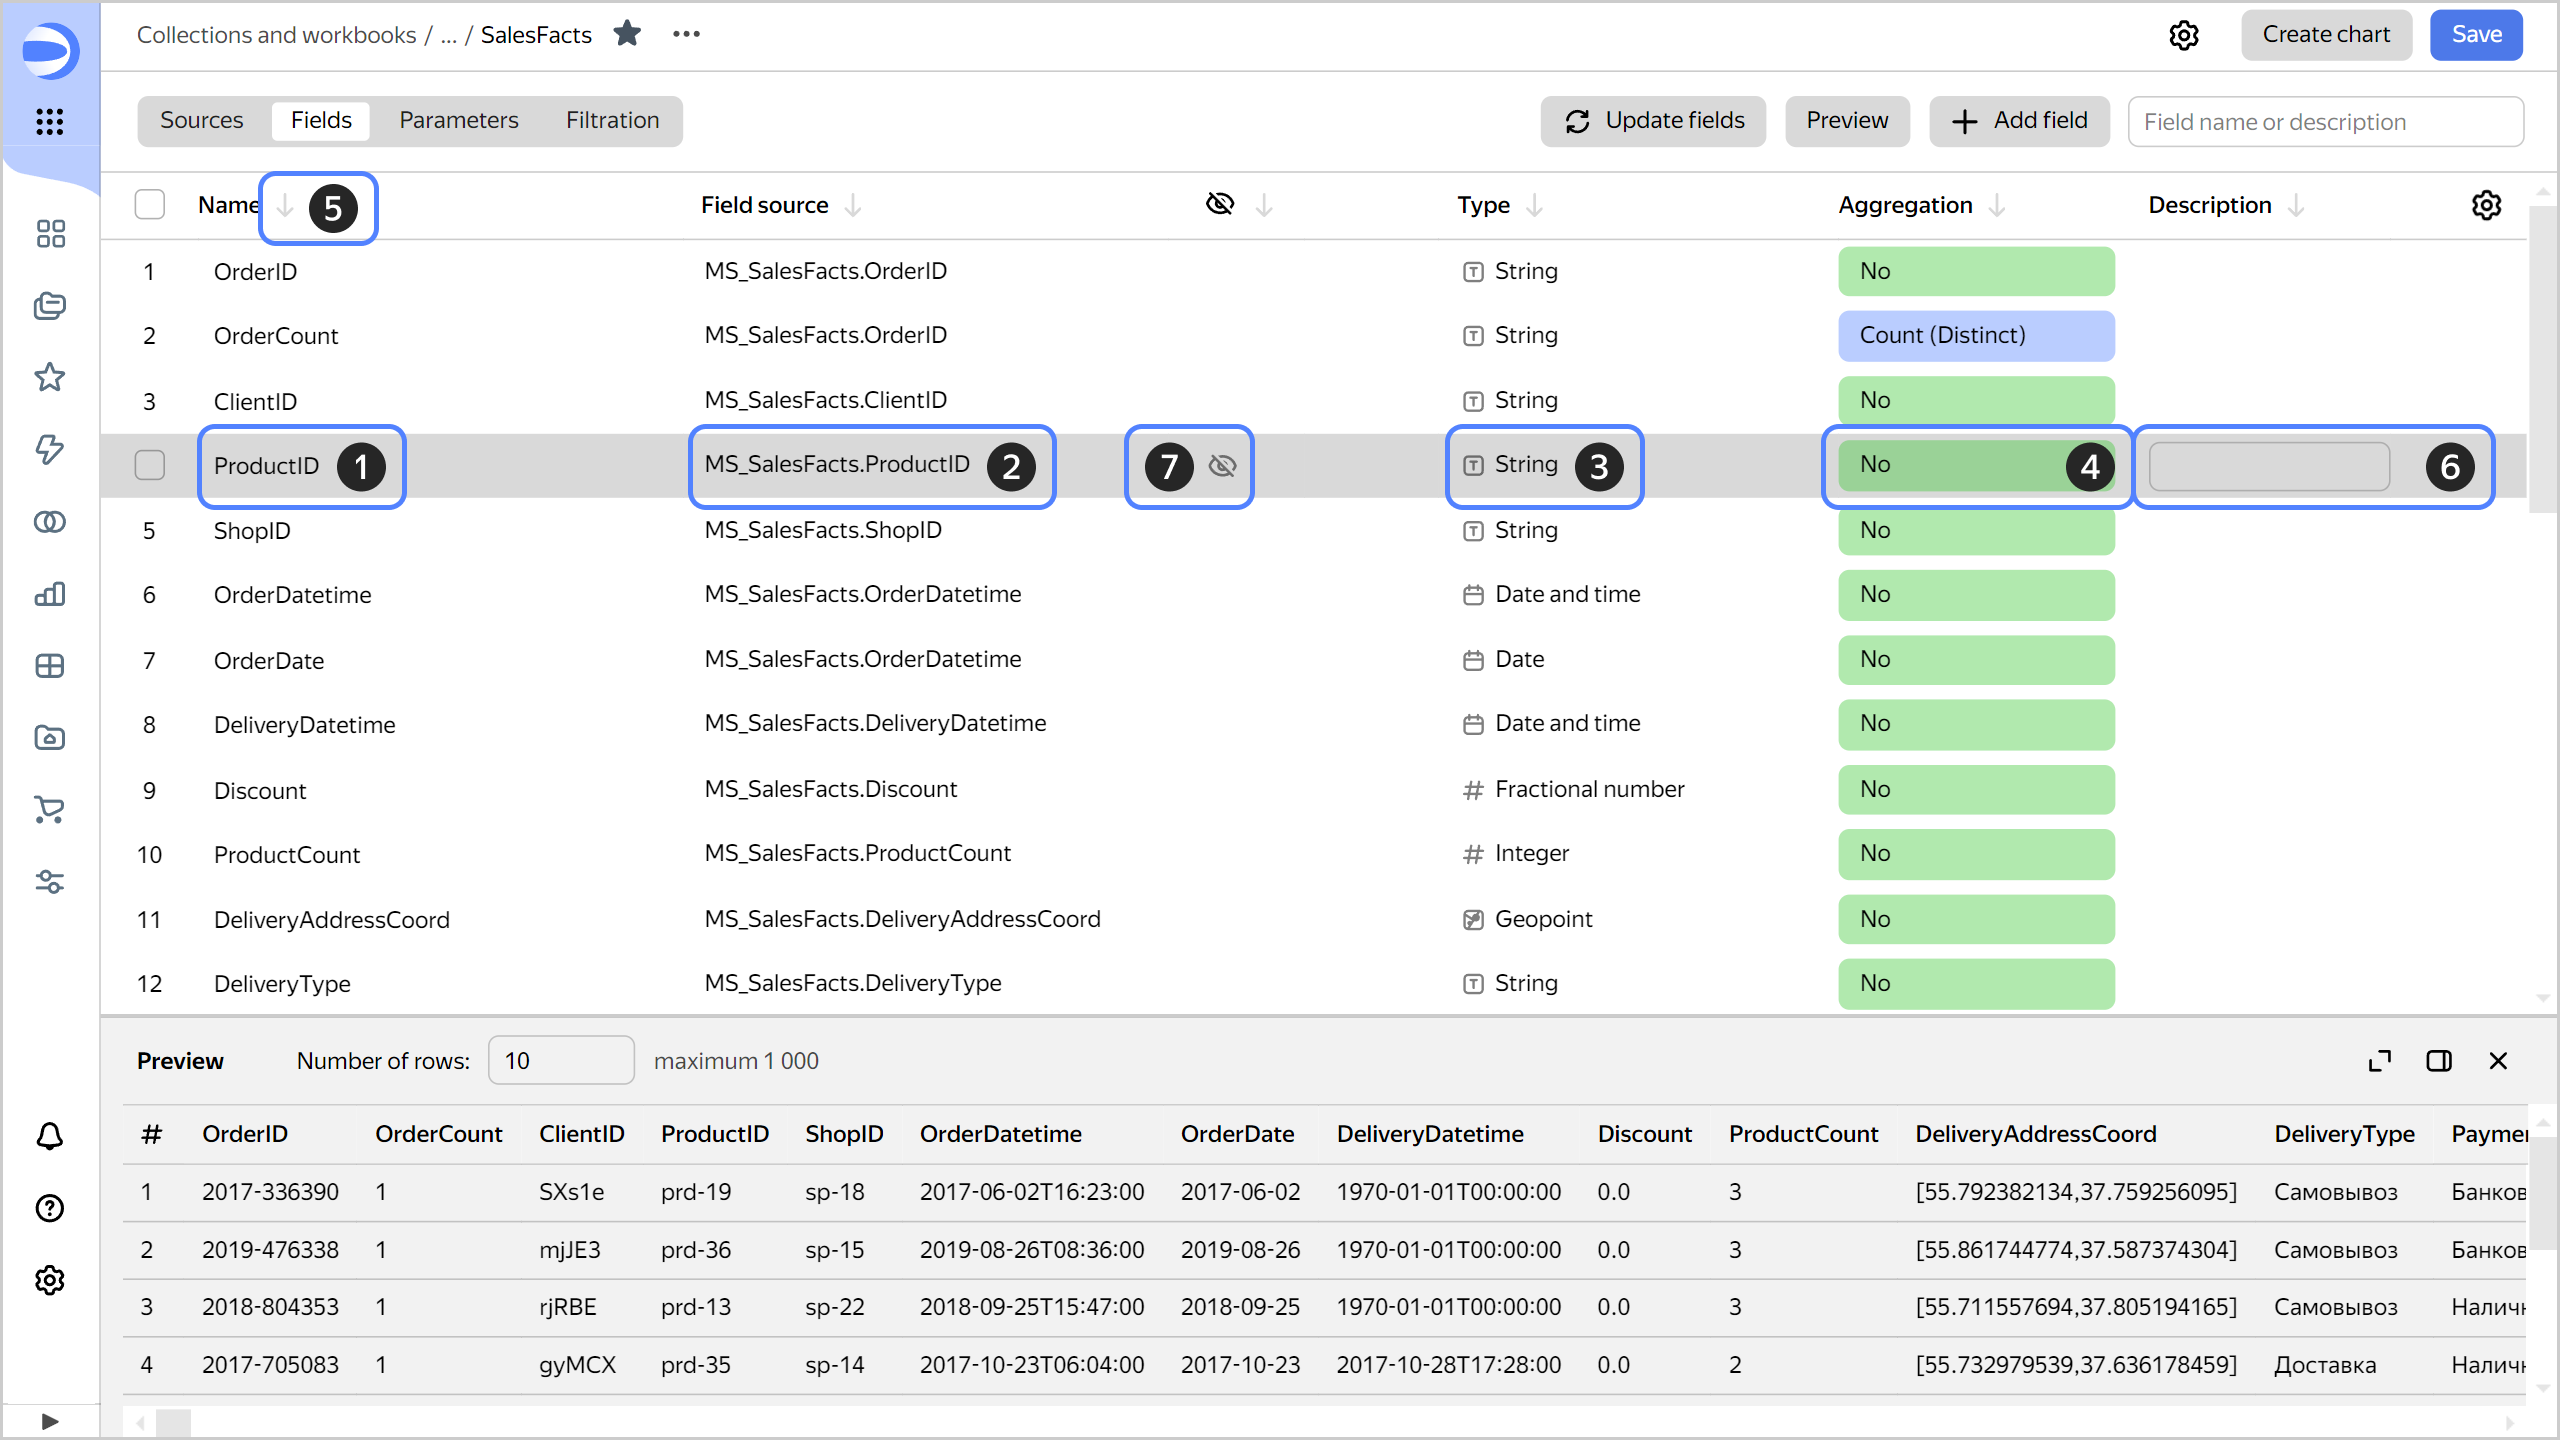 Collections and workbooks / ... / SalesFacts
Create chart
Save
Sources Fields Parameters Filtration
Update fields
Preview
Add field
Field name or description
Name 5 Field source Type Aggregation Description
1 OrderID MS_SalesFacts.OrderID String No
2 OrderCount MS_SalesFacts.OrderID String Count (Distinct)
3 ClientID MS_SalesFacts.ClientID String No
ProductID 1 MS_SalesFacts.ProductID 2 7 String 3 No 4 6
5 ShopID MS_SalesFacts.ShopID String No
6 OrderDatetime MS_SalesFacts.OrderDatetime Date and time No
7 OrderDate MS_SalesFacts.OrderDatetime Date No
8 DeliveryDatetime MS_SalesFacts.DeliveryDatetime Date and time No
9 Discount MS_SalesFacts.Discount Fractional number No
10 ProductCount MS_SalesFacts.ProductCount Integer No
11 DeliveryAddressCoord MS_SalesFacts.DeliveryAddressCoord Geopoint No
12 DeliveryType MS_SalesFacts.DeliveryType String No
Preview Number of rows: 10 maximum 1 000
# OrderID OrderCount ClientID ProductID ShopID OrderDatetime OrderDate DeliveryDatetime Discount ProductCount DeliveryAddressCoord DeliveryType
1 2017-336390 1 SXs1e prd-19 sp-18 2017-06-02T16:23:00 2017-06-02 1970-01-01T00:00:00 0.0 3 [55.792382134,37.759256095] Самовывоз
2 2019-476338 1 mjJE3 prd-36 sp-15 2019-08-26T08:36:00 2019-08-26 1970-01-01T00:00:00 0.0 3 [55.861744774,37.587374304] Самовывоз
3 2018-804353 1 rjRBE prd-13 sp-22 2018-09-25T15:47:00 2018-09-25 1970-01-01T00:00:00 0.0 3 [55.711557694,37.805194165] Самовывоз
4 2017-705083 1 gyMCX prd-35 sp-14 2017-10-23T06:04:00 2017-10-23 2017-10-28T17:28:00 0.0 2 [55.732979539,37.636178459] Доставка